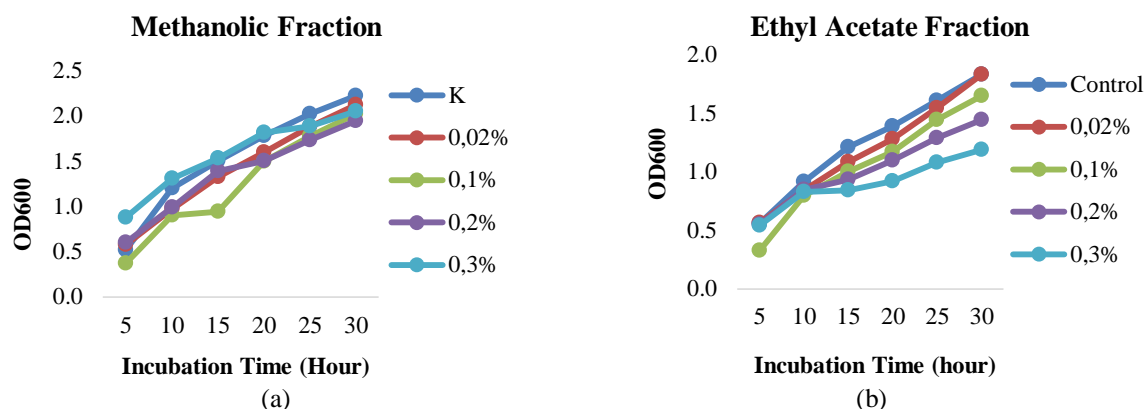 Methanolic Fraction
2.5
2.0
1.5
1.0
0.5
0.0
OD600
5 10 15 20 25 30
Incubation Time (Hour)
K
0,02%
0,1%
0,2%
0,3%
(a)
Ethyl Acetate Fraction
2.0
1.5
1.0
0.5
0.0
OD600
5 10 15 20 25 30
Incubation Time (hour)
Control
0,02%
0,1%
0,2%
0,3%
(b)